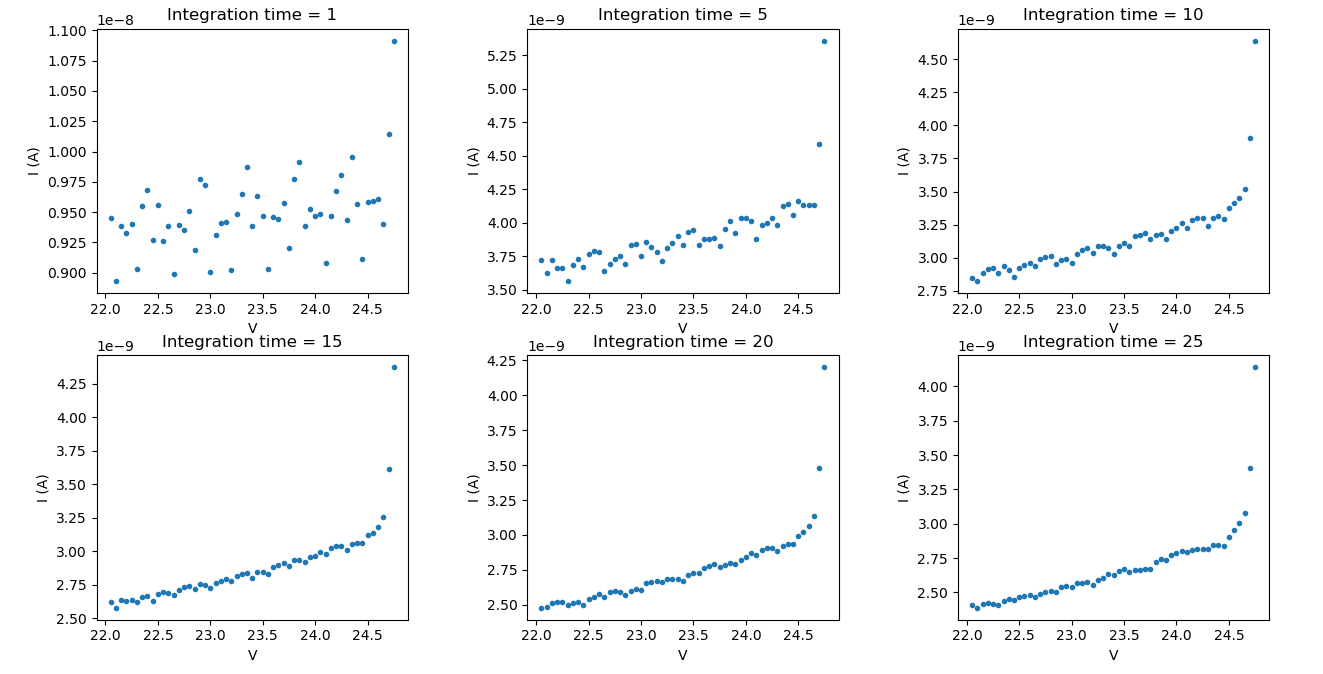 Integration time = 1
1e−8
1.100
1.075
1.050
1.025
1.000
0.975
0.950
0.925
0.900
I (A)
22.0 22.5 23.0 23.5 24.0 24.5
V
Integration time = 5
1e−9
5.25
5.00
4.75
4.50
4.25
4.00
3.75
3.50
I (A)
22.0 22.5 23.0 23.5 24.0 24.5
V
Integration time = 10
1e−9
4.50
4.25
4.00
3.75
3.50
3.25
3.00
2.75
I (A)
22.0 22.5 23.0 23.5 24.0 24.5
V
Integration time = 15
1e−9
4.25
4.00
3.75
3.50
3.25
3.00
2.75
2.50
I (A)
22.0 22.5 23.0 23.5 24.0 24.5
V
Integration time = 20
1e−9
4.25
4.00
3.75
3.50
3.25
3.00
2.75
2.50
I (A)
22.0 22.5 23.0 23.5 24.0 24.5
V
Integration time = 25
1e−9
4.00
3.75
3.50
3.25
3.00
2.75
2.50
I (A)
22.0 22.5 23.0 23.5 24.0 24.5
V